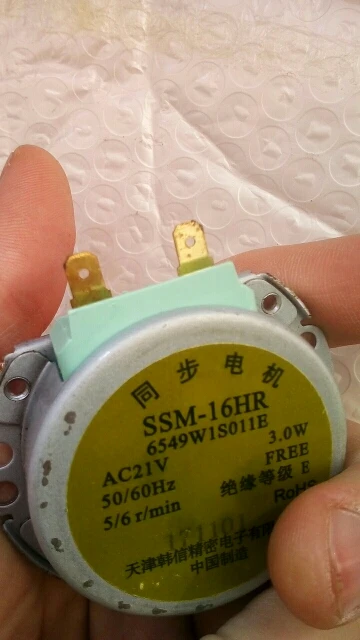 同步电机
SSM-16HR
6549W1S011E
AC21V 3.0W
50/60Hz FREE
5/6 r/min 绝缘等级 E
RoHS
天津韩信精密电子有限
中国制造